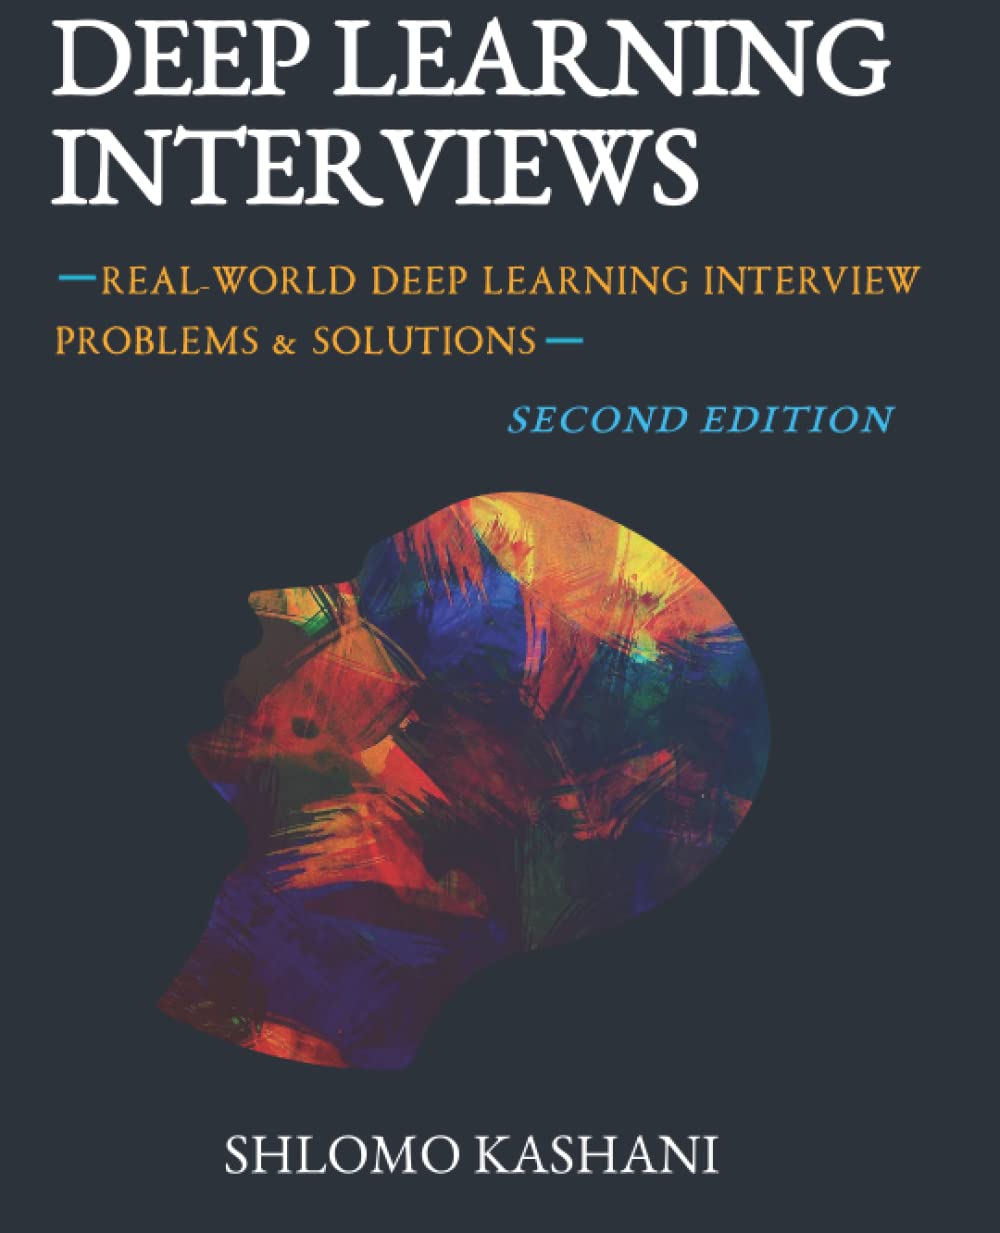 DEEP LEARNING
INTERVIEWS
—REAL-WORLD DEEP LEARNING INTERVIEW
PROBLEMS & SOLUTIONS—
SECOND EDITION
SHLOMO KASHANI